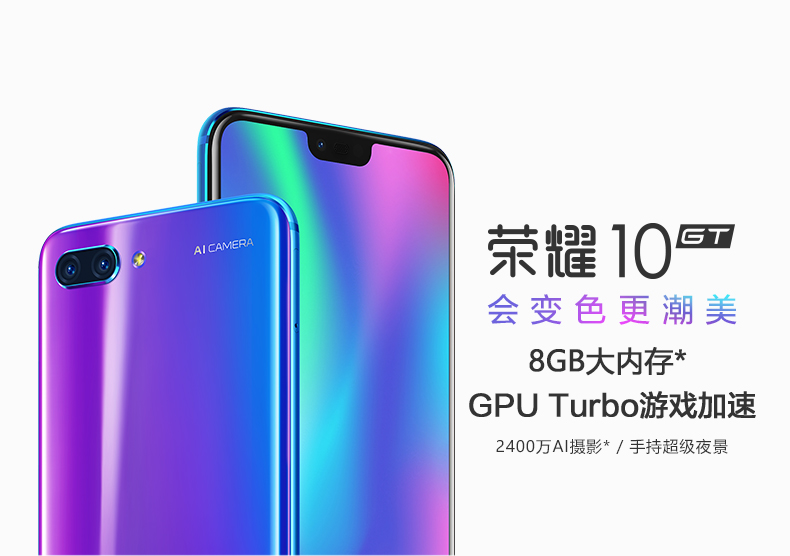 AI CAMERA
荣耀10 GT
会变色更潮美
8GB大内存*
GPU Turbo游戏加速
2400万AI摄影* / 手持超级夜景